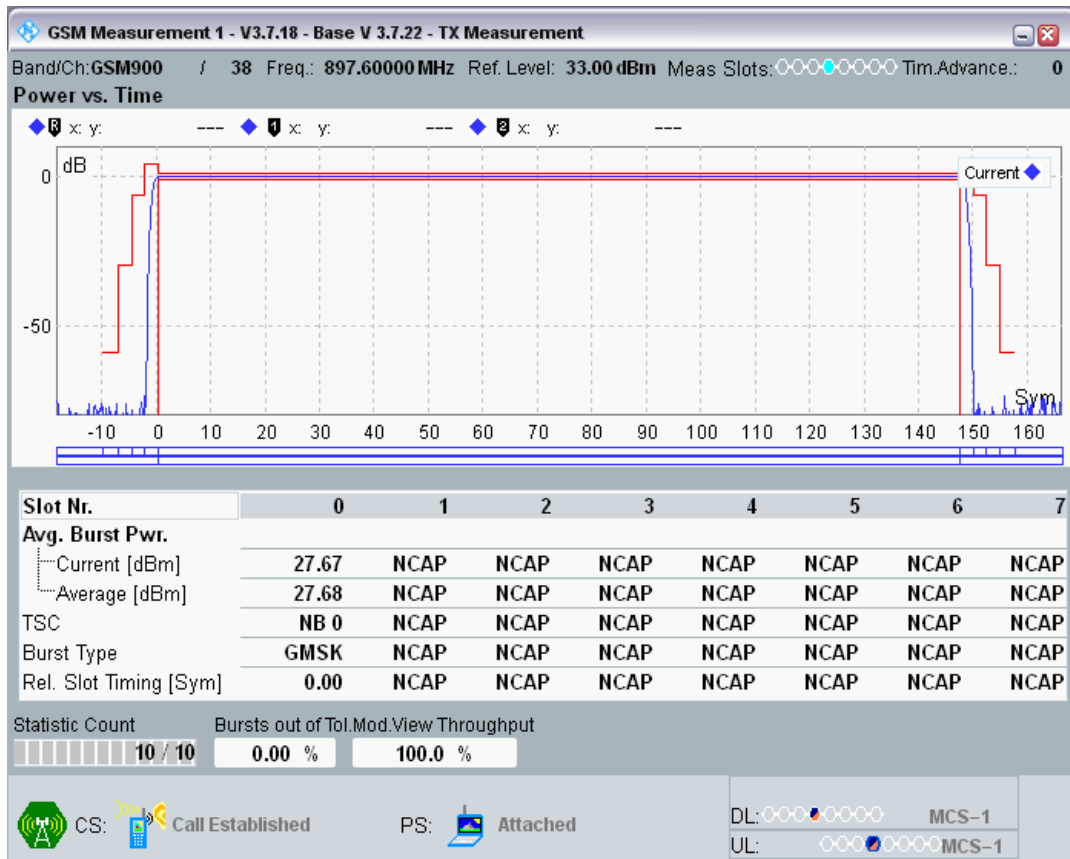 GSM Measurement 1 - V3.7.18 - Base V 3.7.22 - TX Measurement
Band/Ch:GSM900 / 38 Freq.: 897.60000 MHz Ref. Level: 33.00 dBm Meas Slots: Tim.Advance.: 0
Power vs. Time
R x: y: --- 1 x: y: --- 2 x: y: ---
dB
Current
0
-50
Sym
-10 0 10 20 30 40 50 60 70 80 90 100 110 120 130 140 150 160
Slot Nr. 0 1 2 3 4 5 6 7
Avg. Burst Pwr.
Current [dBm] 27.67 NCAP NCAP NCAP NCAP NCAP NCAP NCAP
Average [dBm] 27.68 NCAP NCAP NCAP NCAP NCAP NCAP NCAP
TSC NB 0 NCAP NCAP NCAP NCAP NCAP NCAP NCAP
Burst Type GMSK NCAP NCAP NCAP NCAP NCAP NCAP NCAP
Rel. Slot Timing [Sym] 0.00 NCAP NCAP NCAP NCAP NCAP NCAP NCAP
Statistic Count Bursts out of Tol.Mod.View Throughput
10 / 10 0.00 % 100.0 %
CS: Call Established PS: Attached
DL: MCS-1
UL: MCS-1